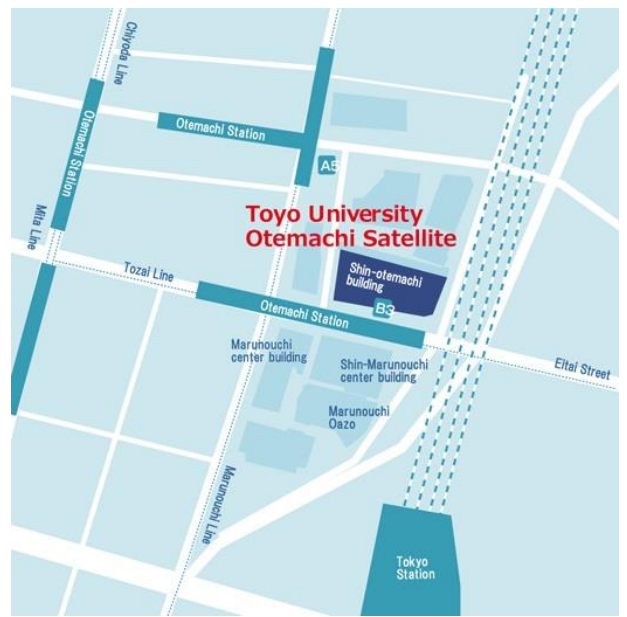 Chiyoda Line
Otemachi Station
Otemachi Station
A5
Toyo University
Otemachi Satellite
Mita Line
Tozai Line
Shin-otemachi
building
B3
Otemachi Station
Marunouchi
center building
Shin-Marunouchi
center building
Eitai Street
Marunouchi
Oazo
Marunouchi Line
Tokyo
Station